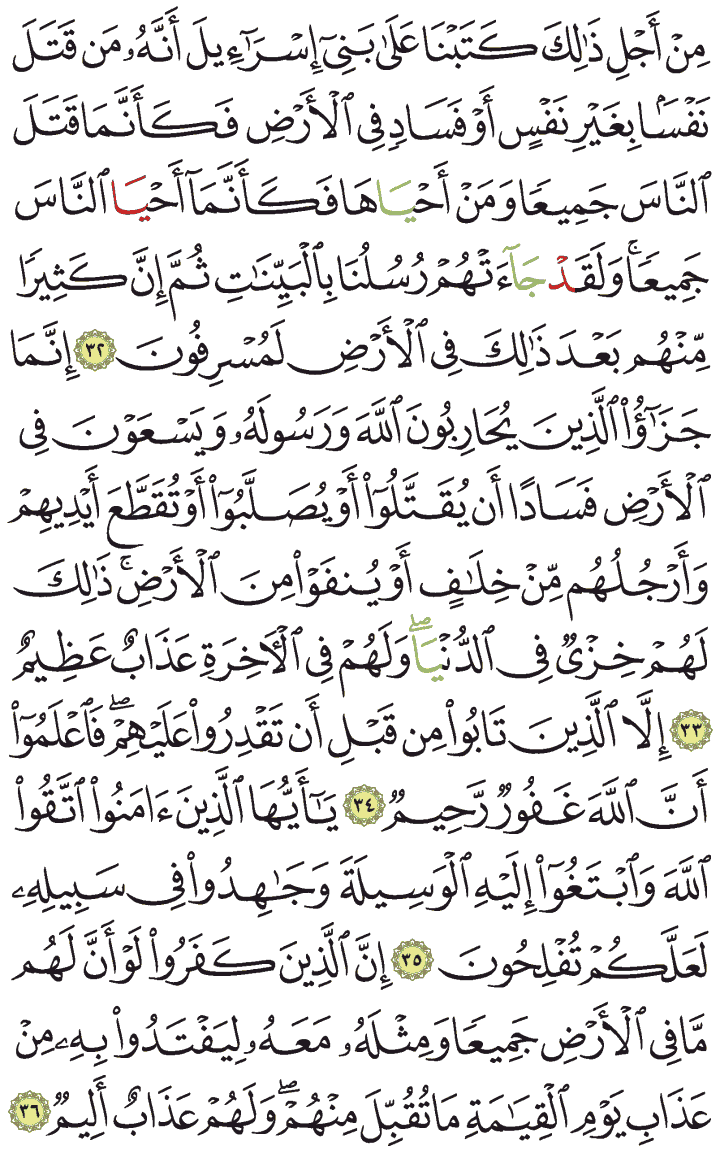 مِنْ أَجْلِ ذَٰلِكَ كَتَبْنَا عَلَىٰ بَنِىٓ إِسْرَٰٓءِيلَ أَنَّهُۥ مَن قَتَلَ
نَفْسًۢا بِغَيْرِ نَفْسٍ أَوْ فَسَادٍ فِى ٱلْأَرْضِ فَكَأَنَّمَا قَتَلَ
ٱلنَّاسَ جَمِيعًا وَمَنْ أَحْيَاهَا فَكَأَنَّمَآ أَحْيَا ٱلنَّاسَ
جَمِيعًا ۚ وَلَقَدْ جَآءَتْهُمْ رُسُلُنَا بِٱلْبَيِّنَٰتِ ثُمَّ إِنَّ كَثِيرًا
مِّنْهُم بَعْدَ ذَٰلِكَ فِى ٱلْأَرْضِ لَمُسْرِفُونَ ٣٢ إِنَّمَا
جَزَٰٓؤُا۟ ٱلَّذِينَ يُحَارِبُونَ ٱللَّهَ وَرَسُولَهُۥ وَيَسْعَوْنَ فِى
ٱلْأَرْضِ فَسَادًا أَن يُقَتَّلُوٓا۟ أَوْ يُصَلَّبُوٓا۟ أَوْ تُقَطَّعَ أَيْدِيهِمْ
وَأَرْجُلُهُم مِّنْ خِلَٰفٍ أَوْ يُنفَوْا۟ مِنَ ٱلْأَرْضِ ۚ ذَٰلِكَ
لَهُمْ خِزْىٌ فِى ٱلدُّنْيَا ۖ وَلَهُمْ فِى ٱلْءَاخِرَةِ عَذَابٌ عَظِيمٌ
٣٣ إِلَّا ٱلَّذِينَ تَابُوا۟ مِن قَبْلِ أَن تَقْدِرُوا۟ عَلَيْهِمْ ۖ فَٱعْلَمُوٓا۟
أَنَّ ٱللَّهَ غَفُورٌ رَّحِيمٌ ٣٤ يَٰٓأَيُّهَا ٱلَّذِينَ ءَامَنُوا۟ ٱتَّقُوا۟
ٱللَّهَ وَٱبْتَغُوٓا۟ إِلَيْهِ ٱلْوَسِيلَةَ وَجَٰهِدُوا۟ فِى سَبِيلِهِۦ
لَعَلَّكُمْ تُفْلِحُونَ ٣٥ إِنَّ ٱلَّذِينَ كَفَرُوا۟ لَوْ أَنَّ لَهُم
مَّا فِى ٱلْأَرْضِ جَمِيعًا وَمِثْلَهُۥ مَعَهُۥ لِيَفْتَدُوا۟ بِهِۦ مِنْ
عَذَابِ يَوْمِ ٱلْقِيَٰمَةِ مَا تُقُبِّلَ مِنْهُمْ ۖ وَلَهُمْ عَذَابٌ أَلِيمٌ ٣٦